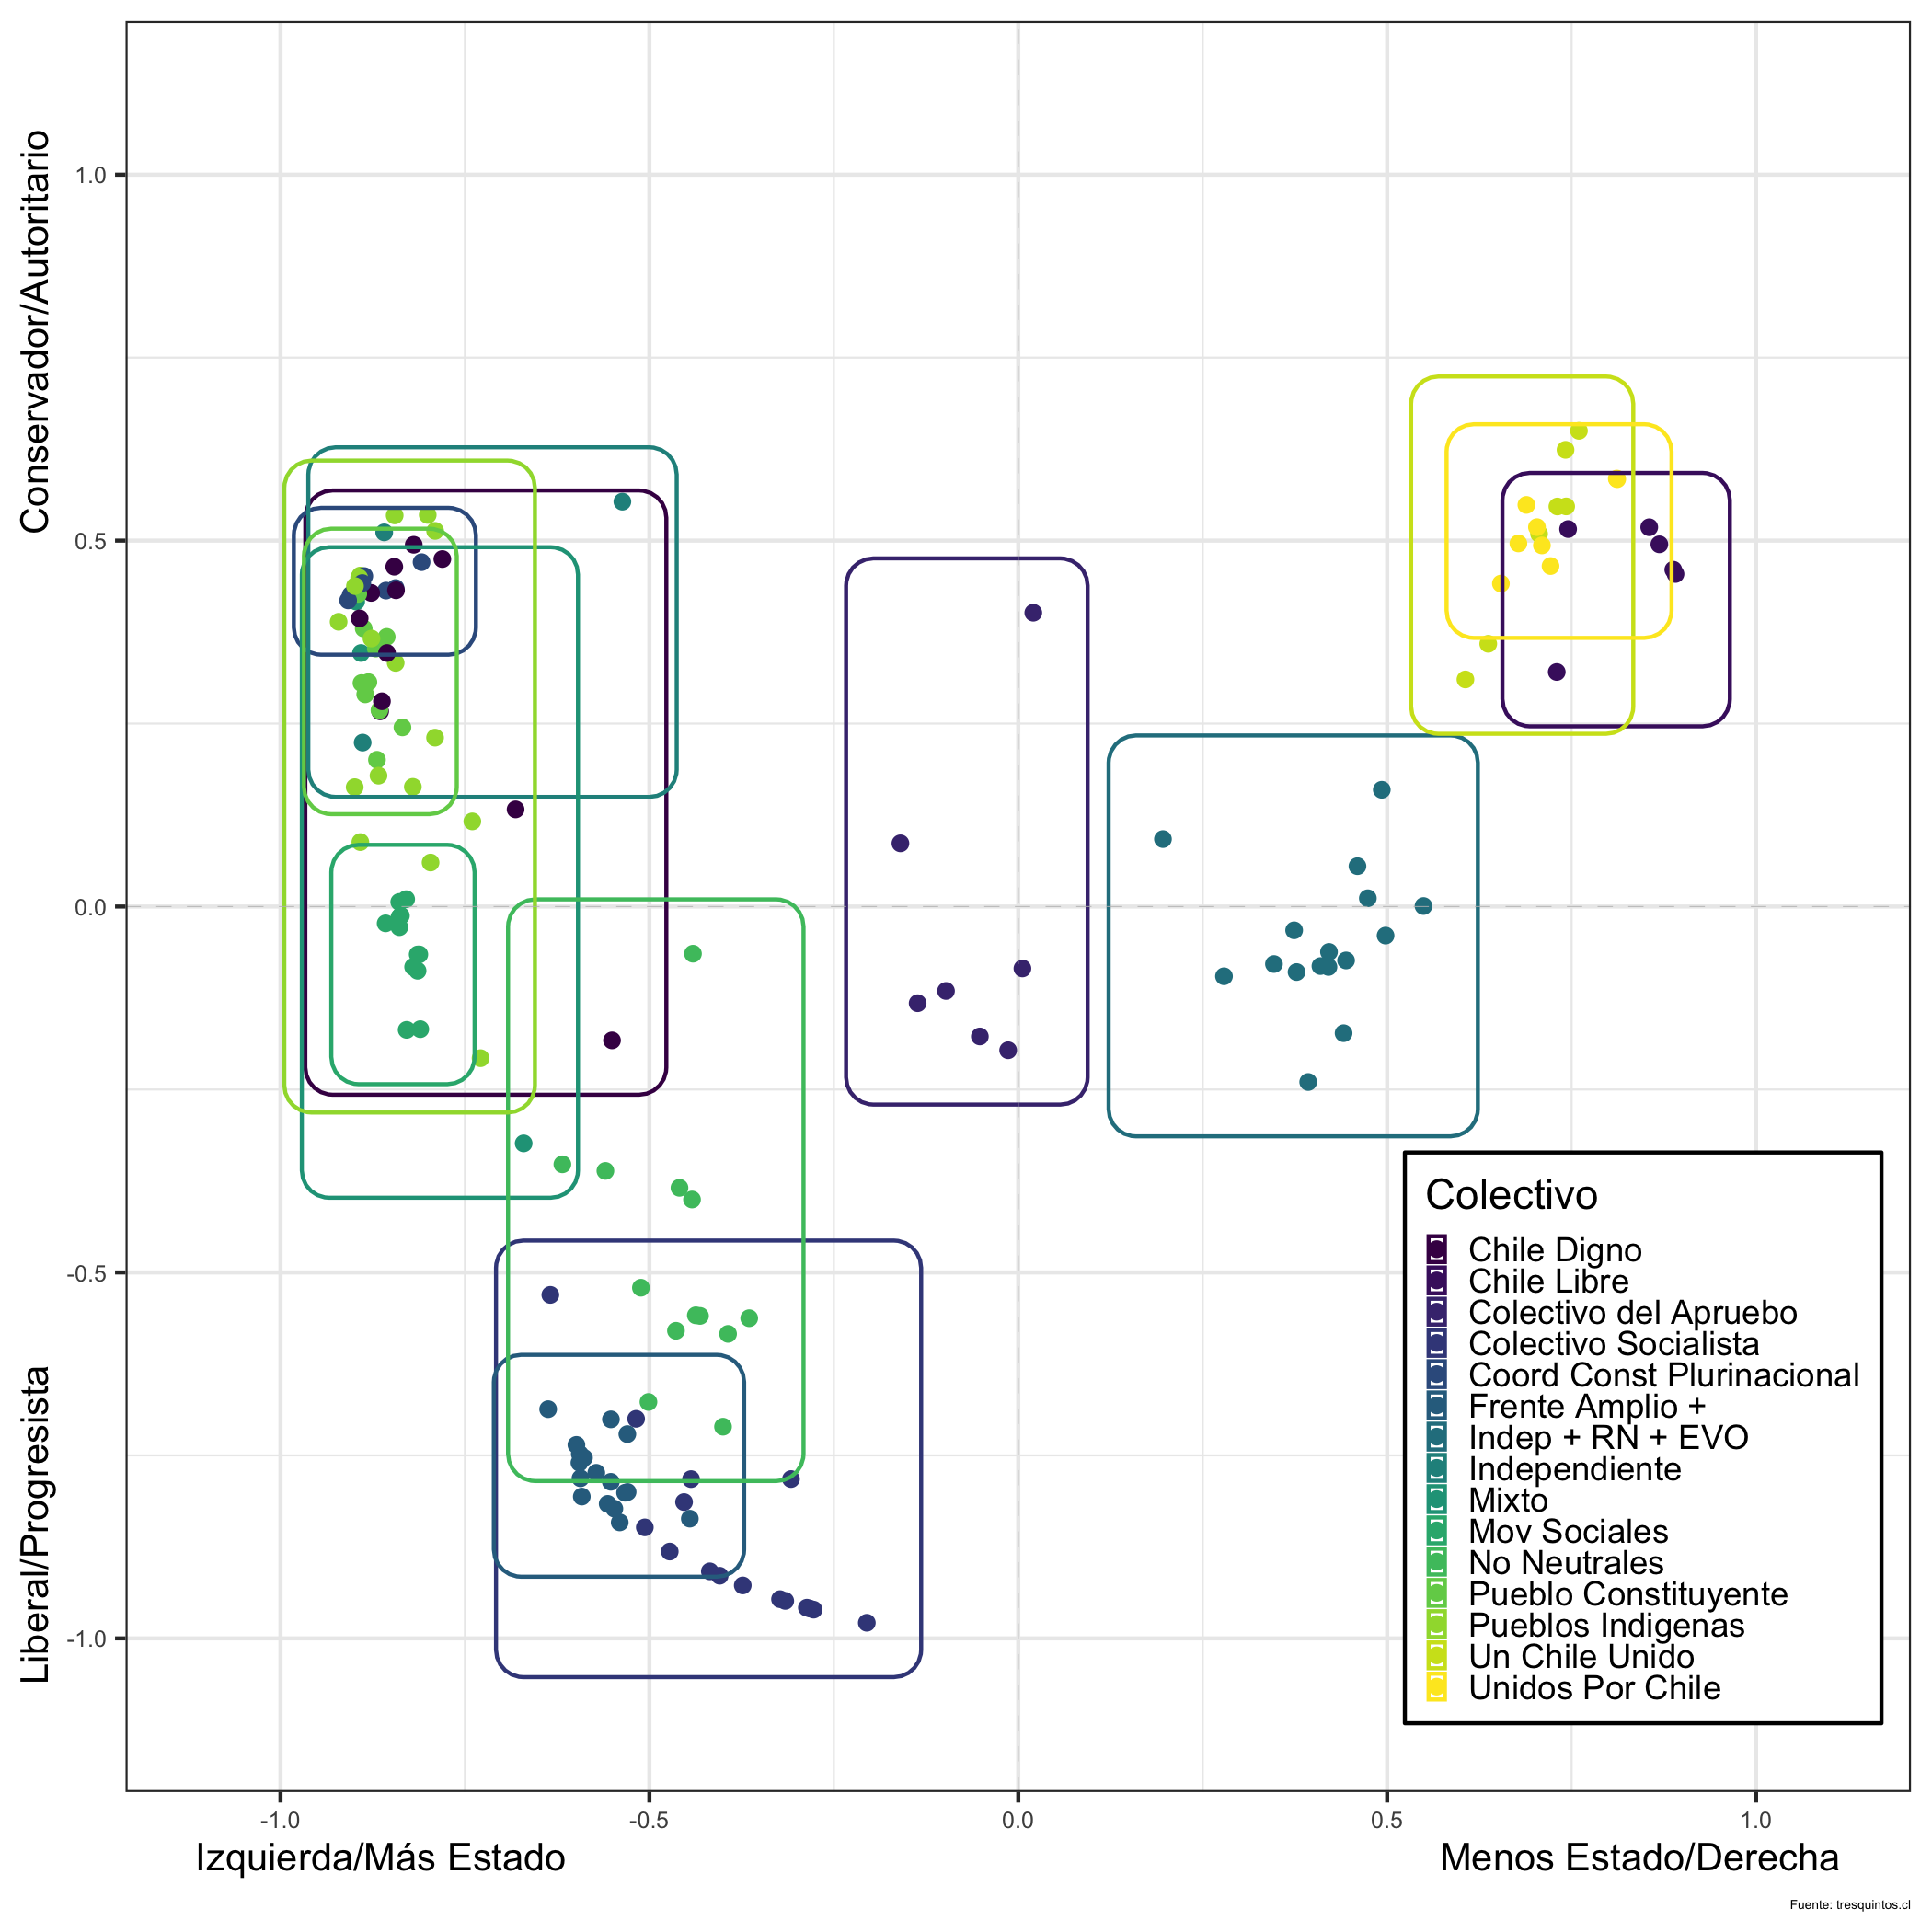 Conservador/Autoritario
Liberal/Progresista
1.0
0.5
0.0
-0.5
-1.0
-1.0
-0.5
0.0
0.5
1.0
Izquierda/Más Estado
Menos Estado/Derecha
Colectivo
Chile Digno
Chile Libre
Colectivo del Apruebo
Colectivo Socialista
Coord Const Plurinacional
Frente Amplio +
Indep + RN + EVO
Independiente
Mixto
Mov Sociales
No Neutrales
Pueblo Constituyente
Pueblos Indigenas
Un Chile Unido
Unidos Por Chile
Fuente: tresquintos.cl